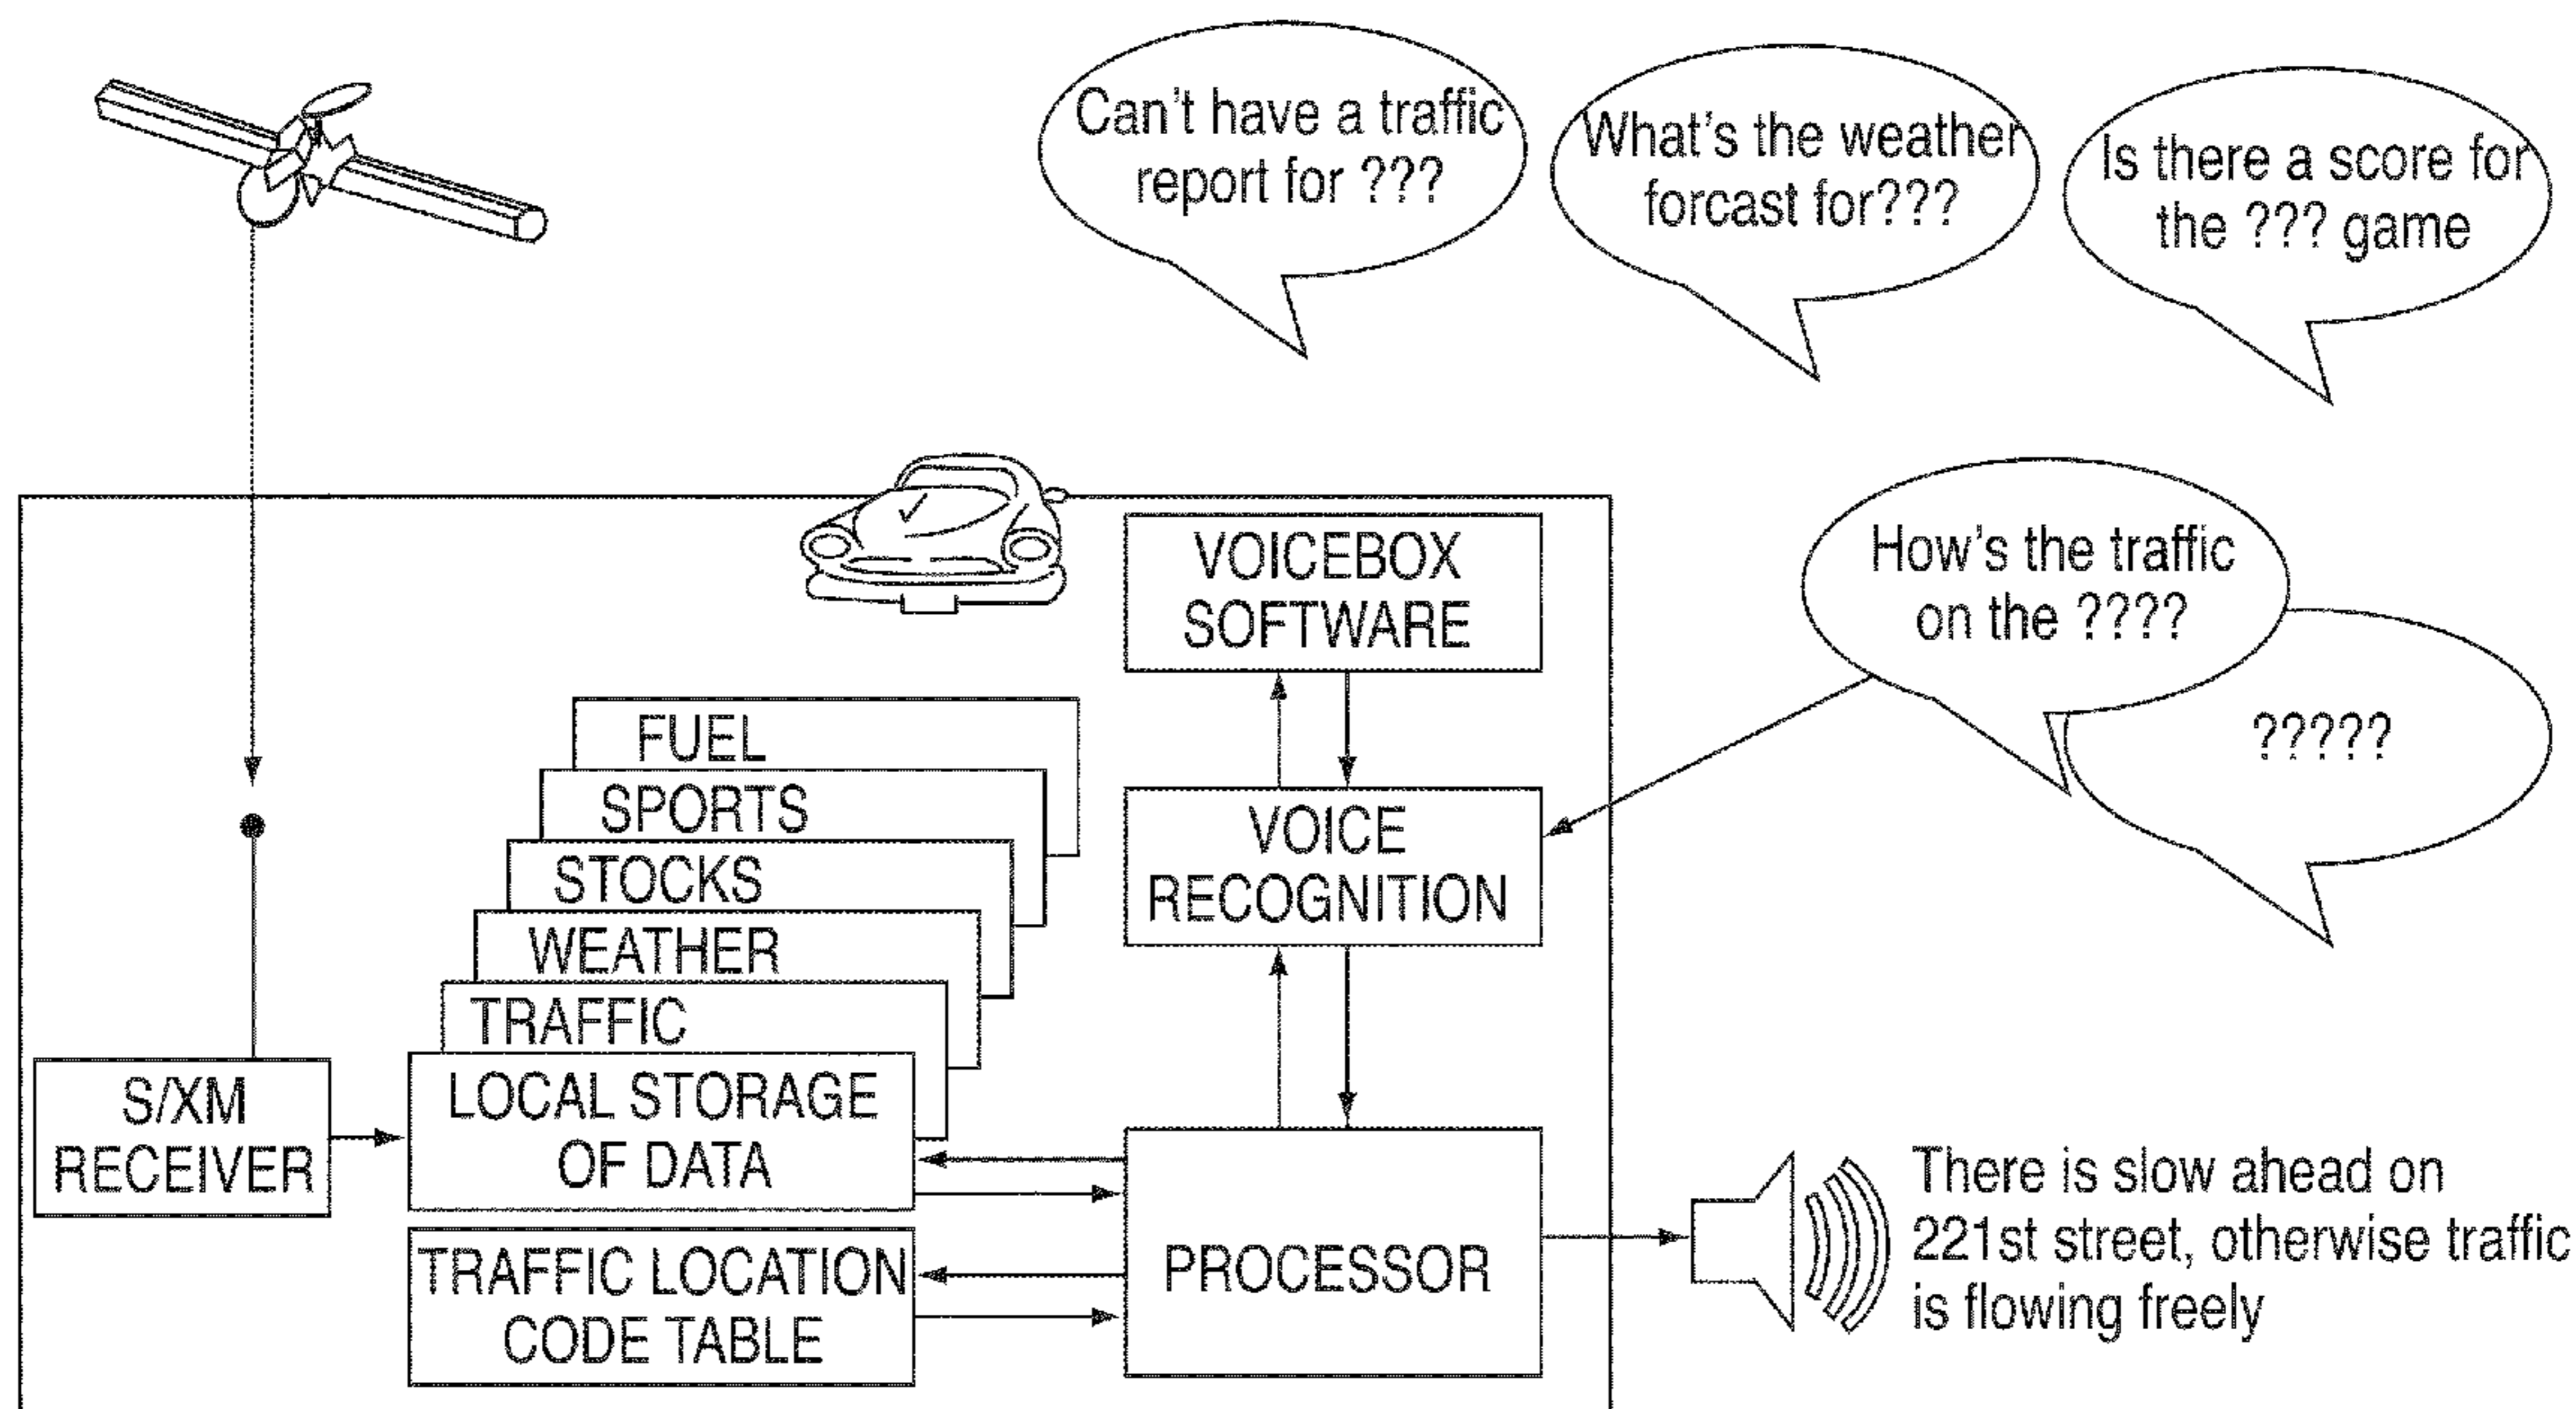 Can't have a traffic
report for ???
What's the weather
forcast for???
Is there a score for
the ??? game
How's the traffic
on the ????
?????
VOICEBOX
SOFTWARE
FUEL
SPORTS
STOCKS
WEATHER
TRAFFIC
LOCAL STORAGE
OF DATA
VOICE
RECOGNITION
S/XM
RECEIVER
TRAFFIC LOCATION
CODE TABLE
PROCESSOR
There is slow ahead on
221st street, otherwise traffic
is flowing freely